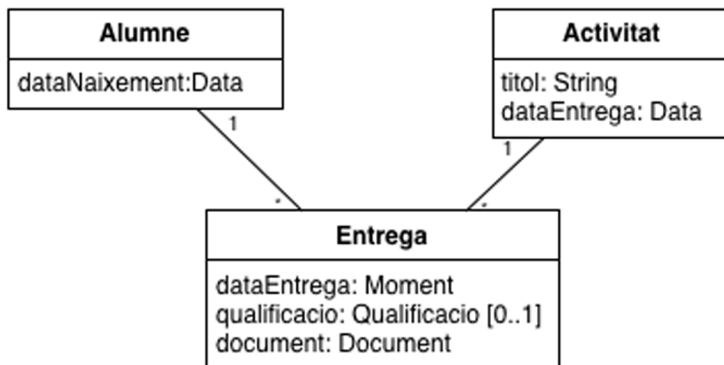 Alumne
dataNaixement:Data
Activitat
titol: String
dataEntrega: Data
1
1
*
*
Entrega
dataEntrega: Moment
qualificacio: Qualificacio [0..1]
document: Document